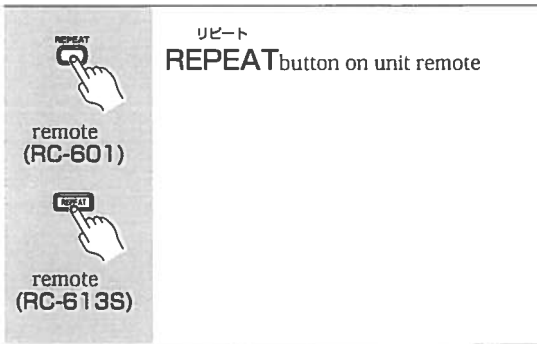 REPEAT
remote
(RC-601)
REPEAT
remote
(RC-613S)
リピート
REPEATbutton on unit remote